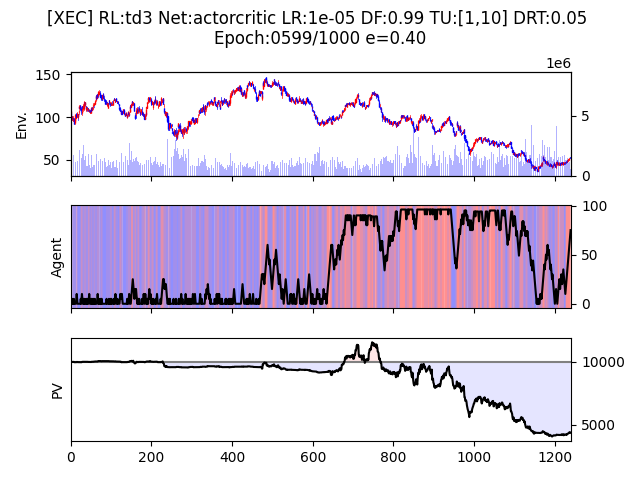 [XEC] RL:td3 Net:actorcritic LR:1e-05 DF:0.99 TU:[1,10] DRT:0.05
Epoch:0599/1000 e=0.40
1e6
150
100
50
Env.
5
0
Agent
100
50
0
PV
10000
5000
0
200
400
600
800
1000
1200